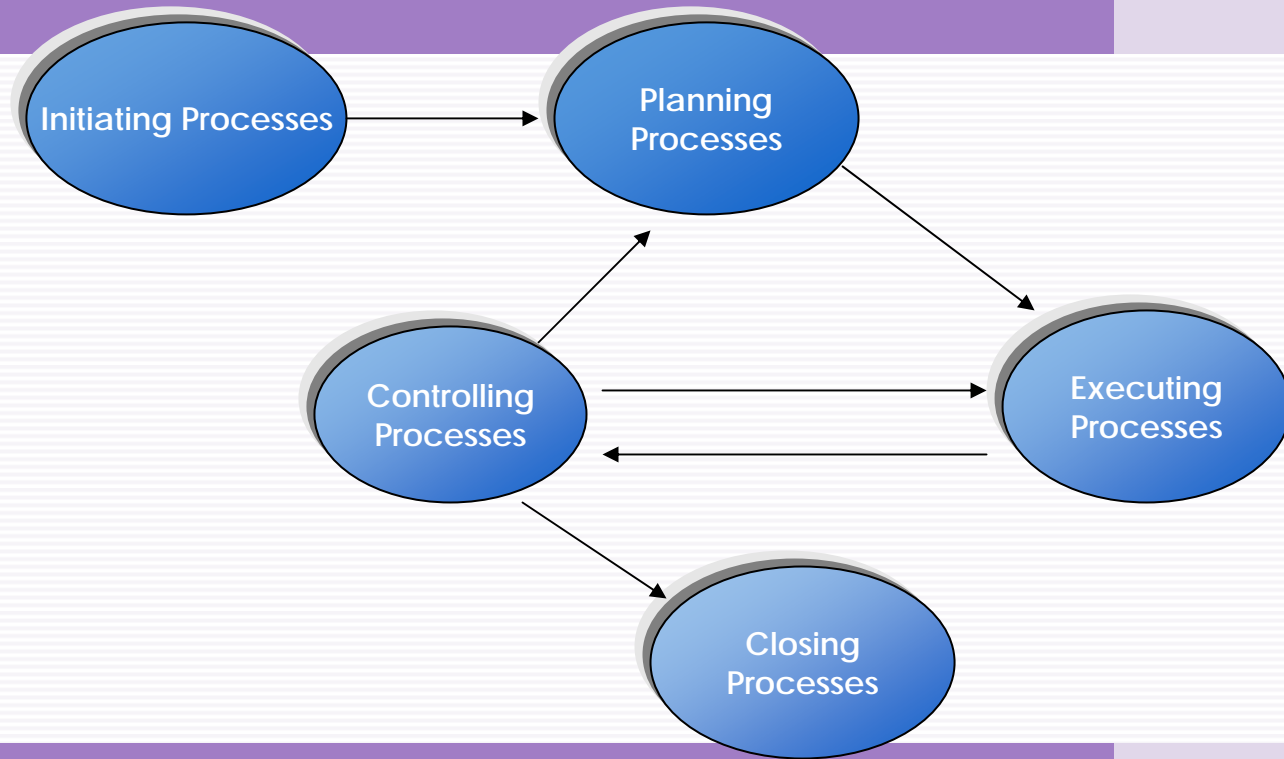 Initiating Processes
Planning
Processes
Controlling
Processes
Executing
Processes
Closing
Processes